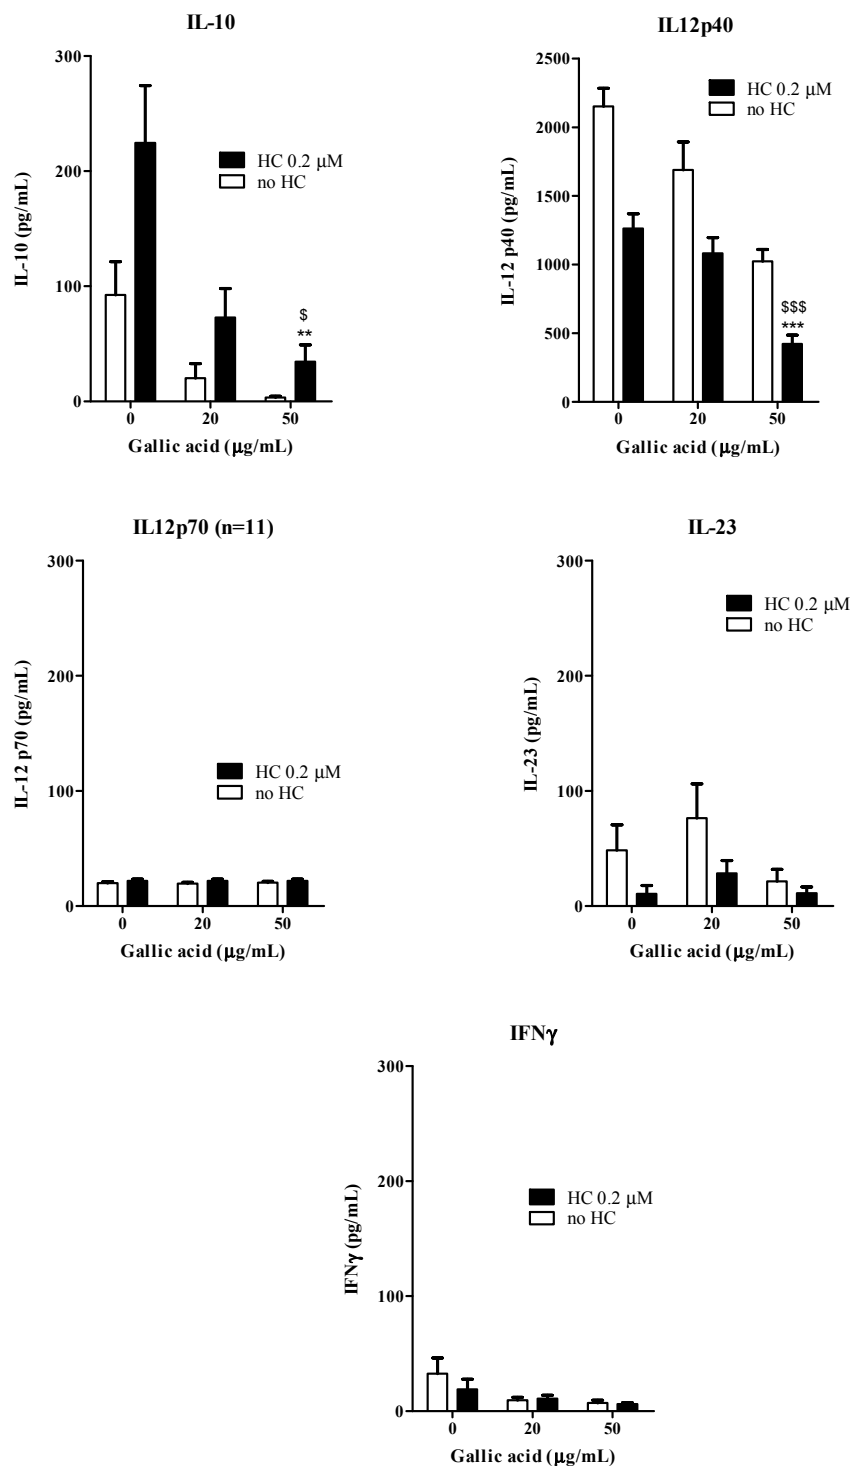 IL-10
300
200
100
0
IL-10 (pg/mL)
HC 0.2 μM
no HC
$
**
0 20 50
Gallic acid (μg/mL)
IL12p40
2500
2000
1500
1000
500
0
IL-12 p40 (pg/mL)
HC 0.2 μM
no HC
$$$
***
0 20 50
Gallic acid (μg/mL)
IL12p70 (n=11)
300
200
100
0
IL-12 p70 (pg/mL)
HC 0.2 μM
no HC
0 20 50
Gallic acid (μg/mL)
IL-23
300
200
100
0
IL-23 (pg/mL)
HC 0.2 μM
no HC
0 20 50
Gallic acid (μg/mL)
IFNγ
300
200
100
0
IFNγ (pg/mL)
HC 0.2 μM
no HC
0 20 50
Gallic acid (μg/mL)